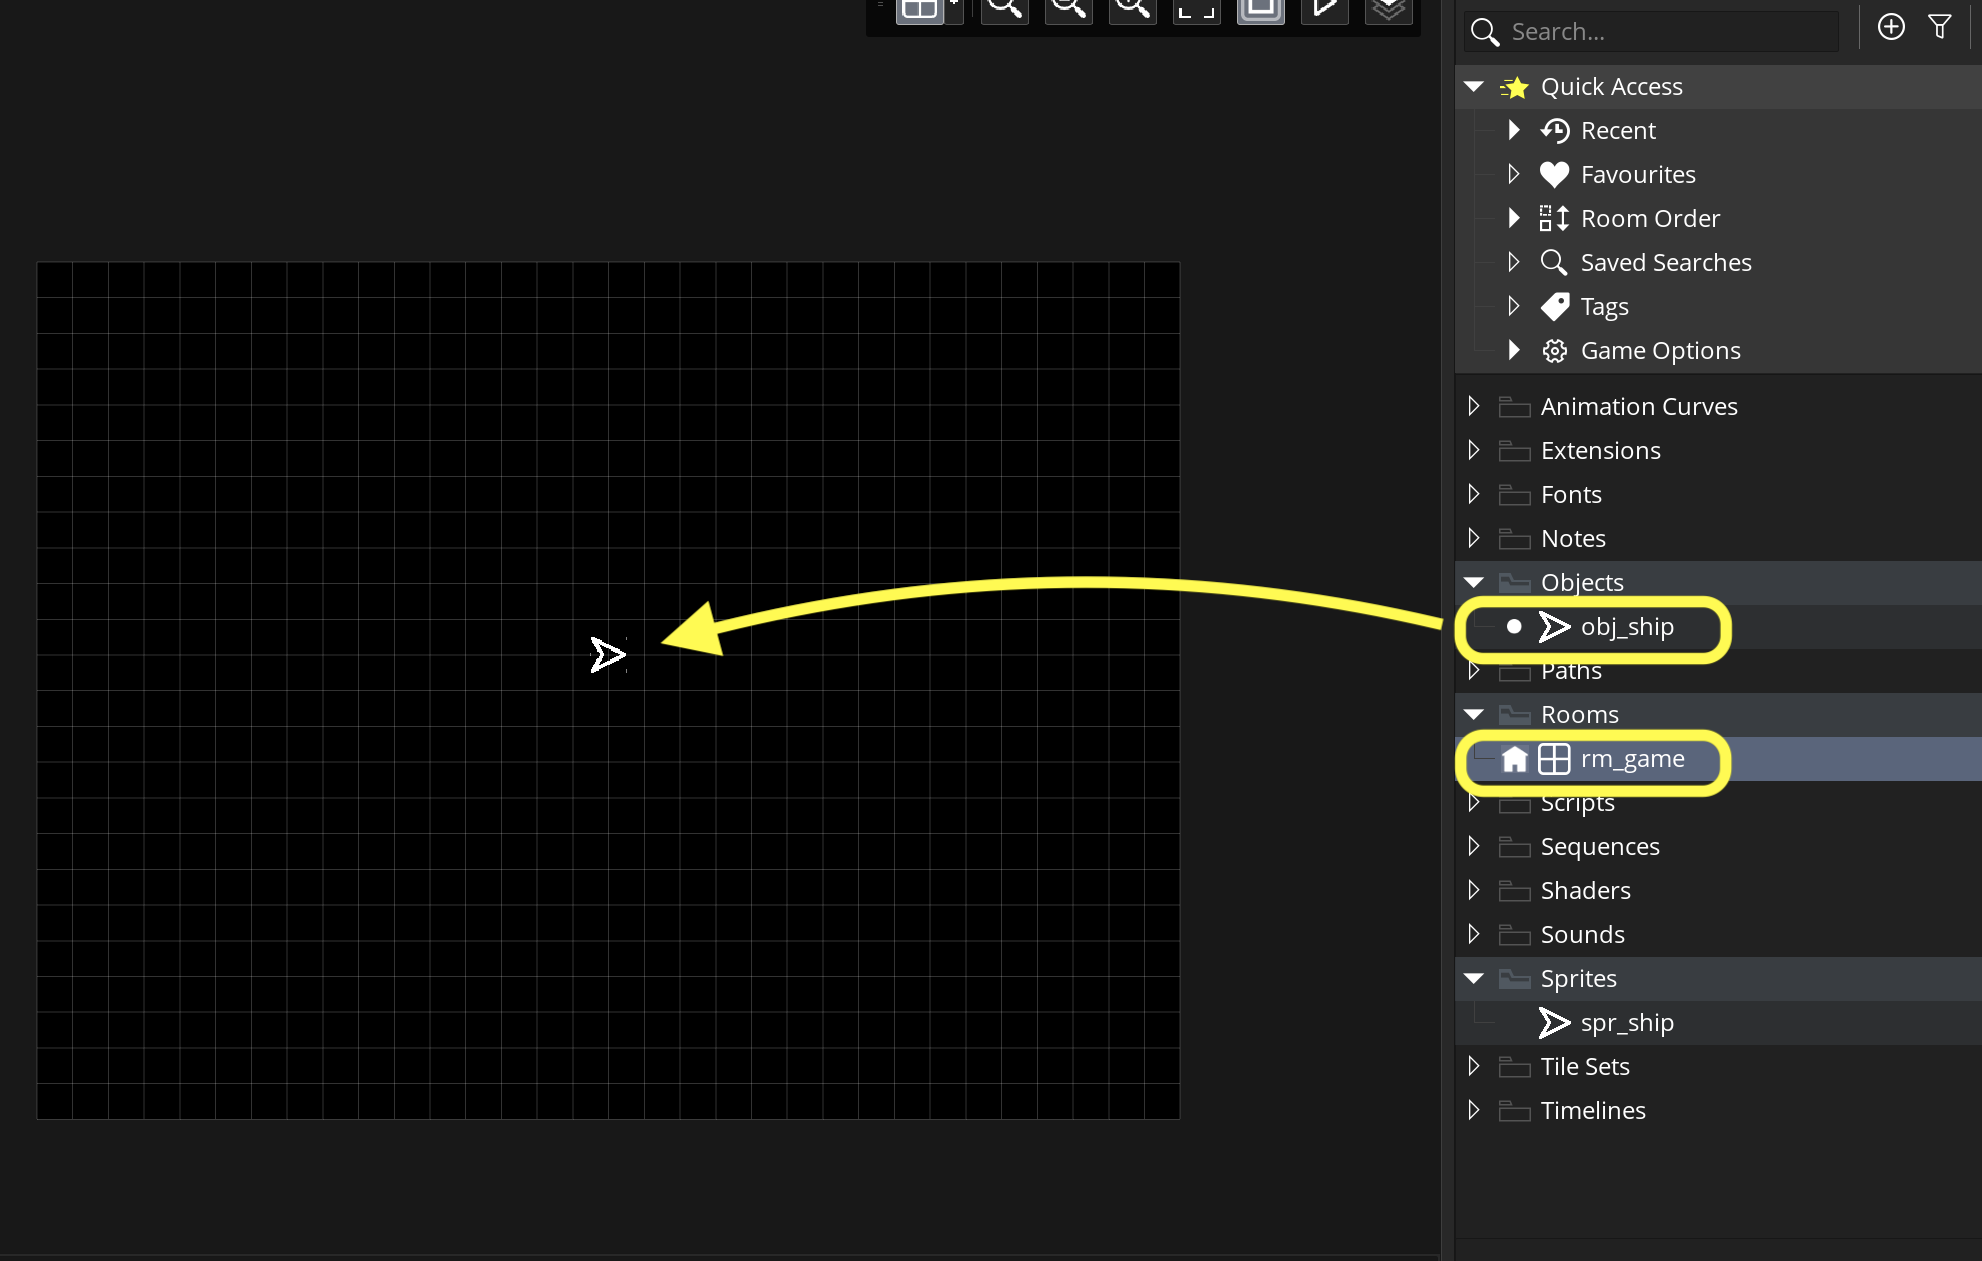 Search...
Quick Access
Recent
Favourites
Room Order
Saved Searches
Tags
Game Options
Animation Curves
Extensions
Fonts
Notes
Objects
obj_ship
Paths
Rooms
rm_game
Scripts
Sequences
Shaders
Sounds
Sprites
spr_ship
Tile Sets
Timelines